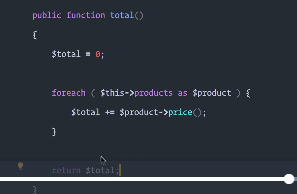 public function total()
{
$total = 0;
foreach ( $this->products as $product ) {
$total += $product->price();
}
return $total;
}